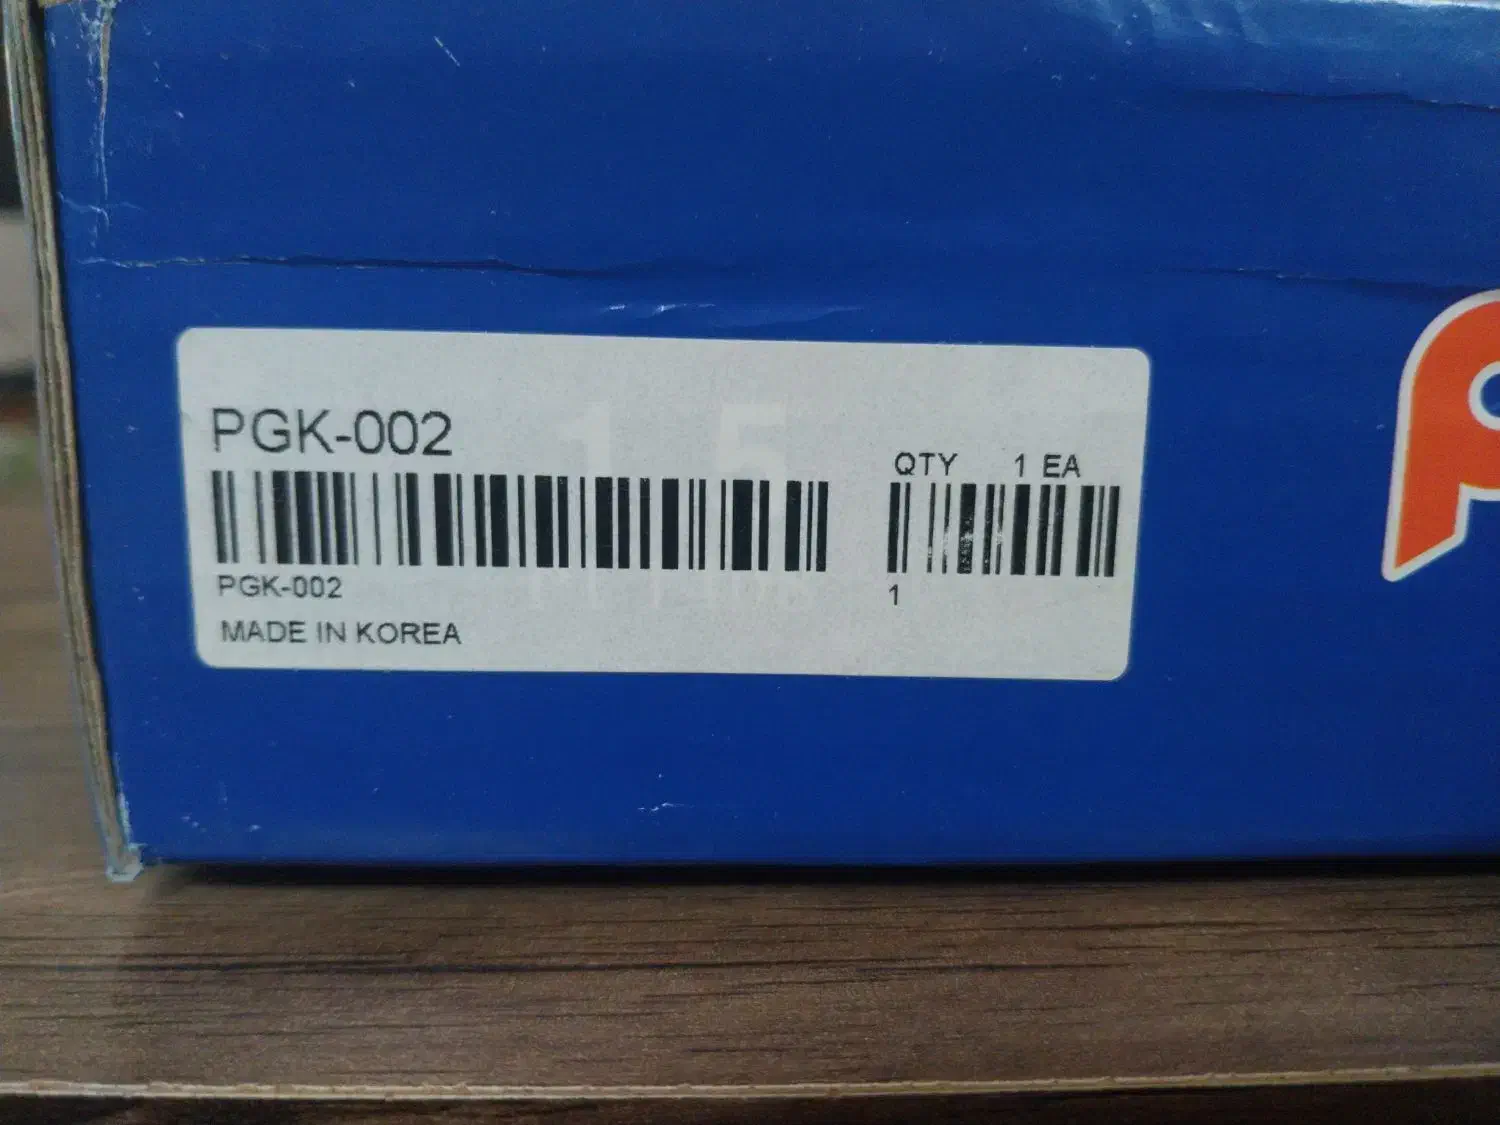 PGK-002
QTY 1 EA
PGK-002
1
MADE IN KOREA